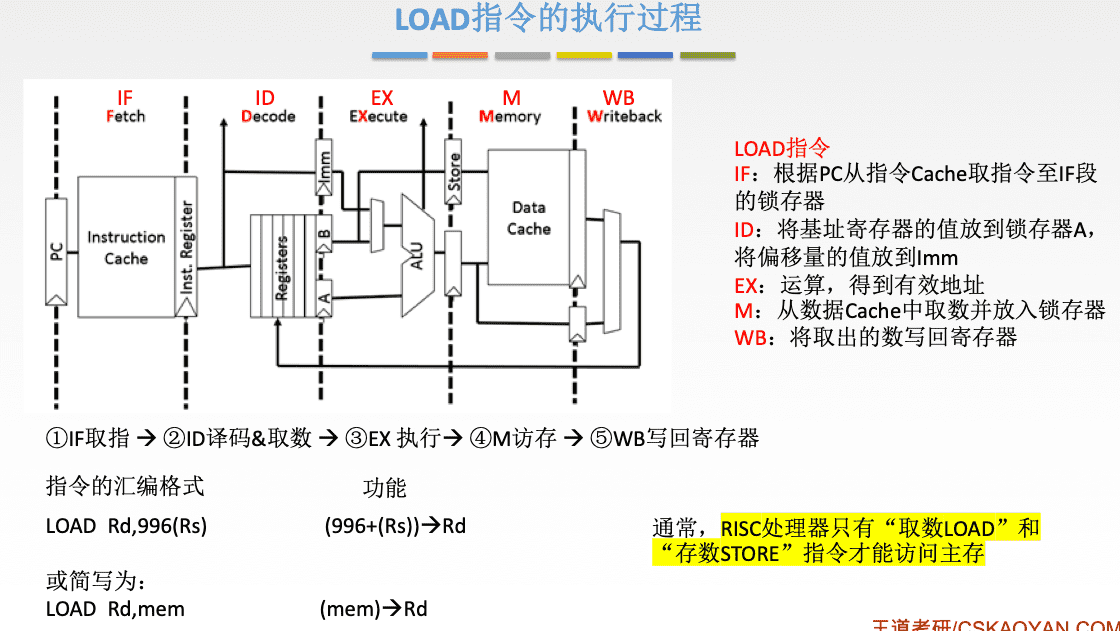 LOAD指令的执行过程
IF
Fetch
ID
Decode
EX
EXecute
M
Memory
WB
Writeback
PC
Instruction
Cache
Inst. Register
Registers
Imm
B
A
ALU
Store
Data
Cache
LOAD指令
IF：根据PC从指令Cache取指令至IF段
的锁存器
ID：将基址寄存器的值放到锁存器A，
将偏移量的值放到Imm
EX：运算，得到有效地址
M：从数据Cache中取数并放入锁存器
WB：将取出的数写回寄存器
①IF取指 → ②ID译码&取数 → ③EX 执行→ ④M访存 → ⑤WB写回寄存器
指令的汇编格式 功能
LOAD Rd,996(Rs) (996+(Rs))→Rd
通常，RISC处理器只有“取数LOAD”和
“存数STORE”指令才能访问主存
或简写为：
LOAD Rd,mem (mem)→Rd
王道考研/CSKAOYAN.COM